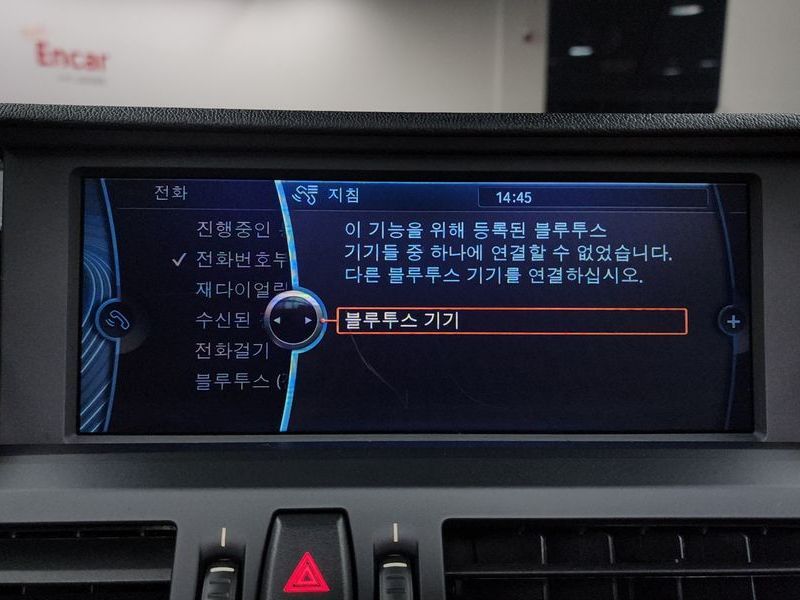 Encar
전화
지침
14:45
진행중인
✓ 전화번호부
재다이얼
수신된
전화걸기
블루투스 (
이 기능을 위해 등록된 블루투스
기기들 중 하나에 연결할 수 없었습니다.
다른 블루투스 기기를 연결하십시오.
블루투스 기기